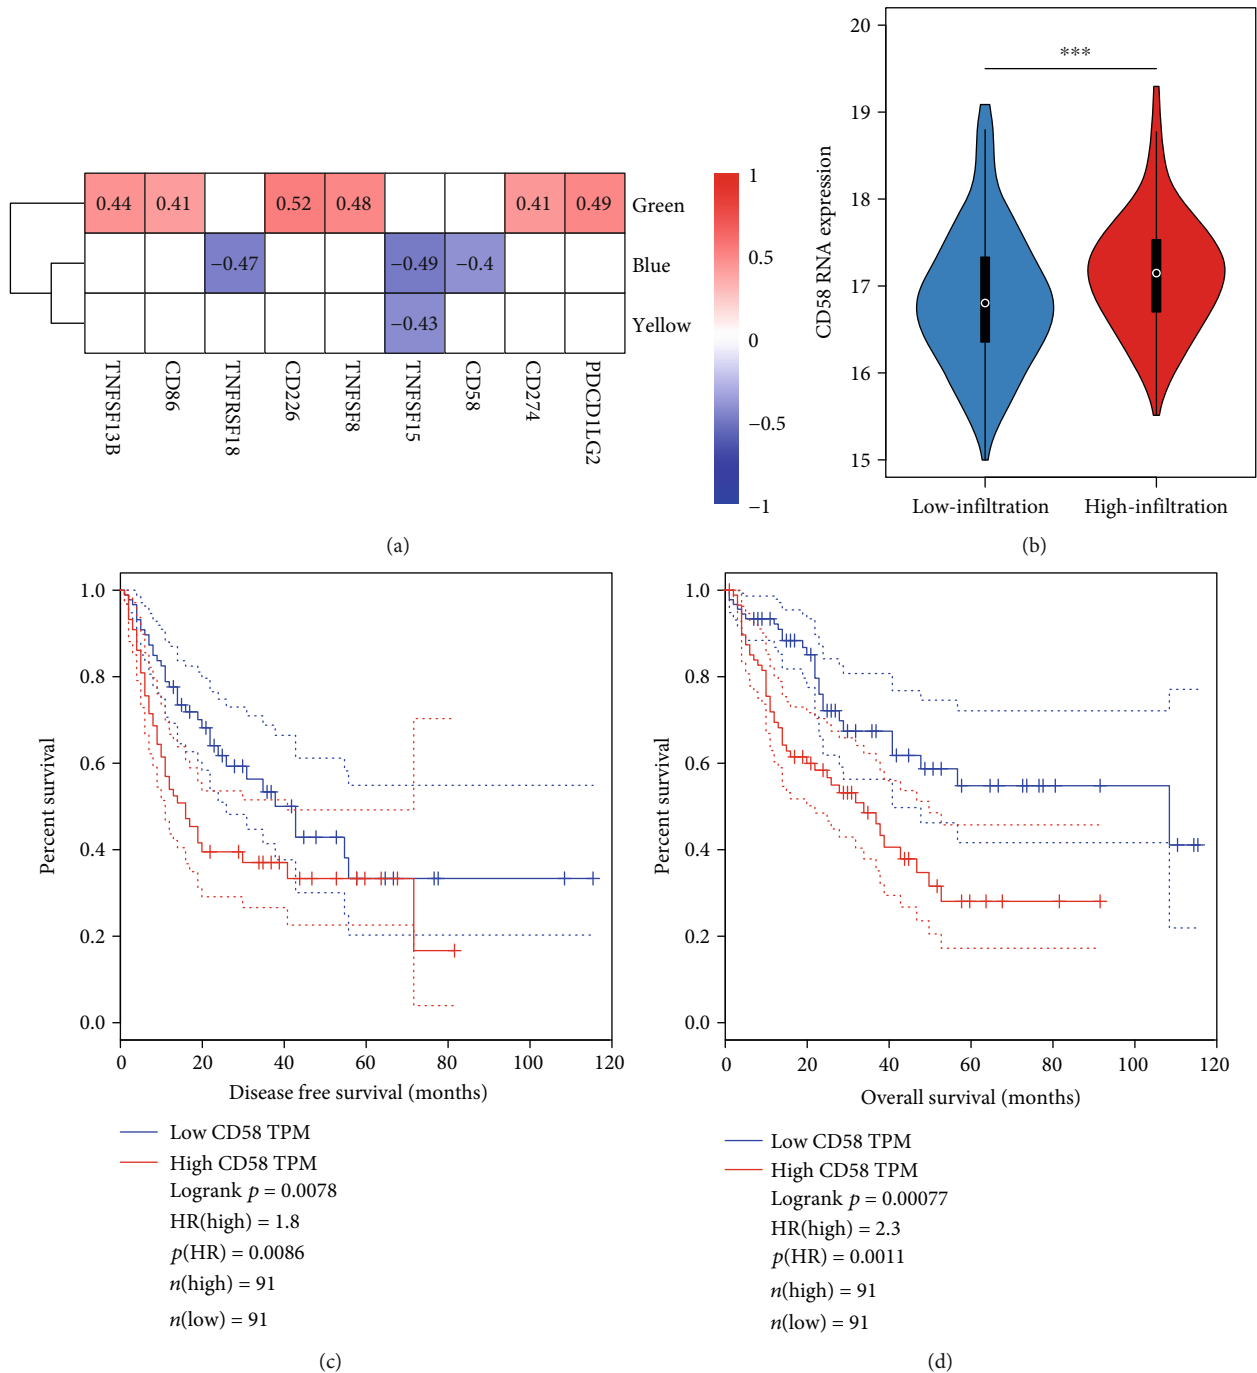 0.44 0.41 0.52 0.48 0.41 0.49 Green
−0.47 −0.49 −0.4 Blue
−0.43 Yellow
TNFSF13B CD86 TNFRSF18 CD226 TNFSF8 TNFSF15 CD58 CD274 PDCD1LG2
1
0.5
0
−0.5
−1
(a)
20
19
18
17
16
15
CD58 RNA expression
***
Low-infiltration High-infiltration
(b)
1.0
0.8
0.6
0.4
0.2
0.0
Percent survival
0 20 40 60 80 100 120
Disease free survival (months)
Low CD58 TPM
High CD58 TPM
Logrank p = 0.0078
HR(high) = 1.8
p(HR) = 0.0086
n(high) = 91
n(low) = 91
(c)
1.0
0.8
0.6
0.4
0.2
0.0
Percent survival
0 20 40 60 80 100 120
Overall survival (months)
Low CD58 TPM
High CD58 TPM
Logrank p = 0.00077
HR(high) = 2.3
p(HR) = 0.0011
n(high) = 91
n(low) = 91
(d)